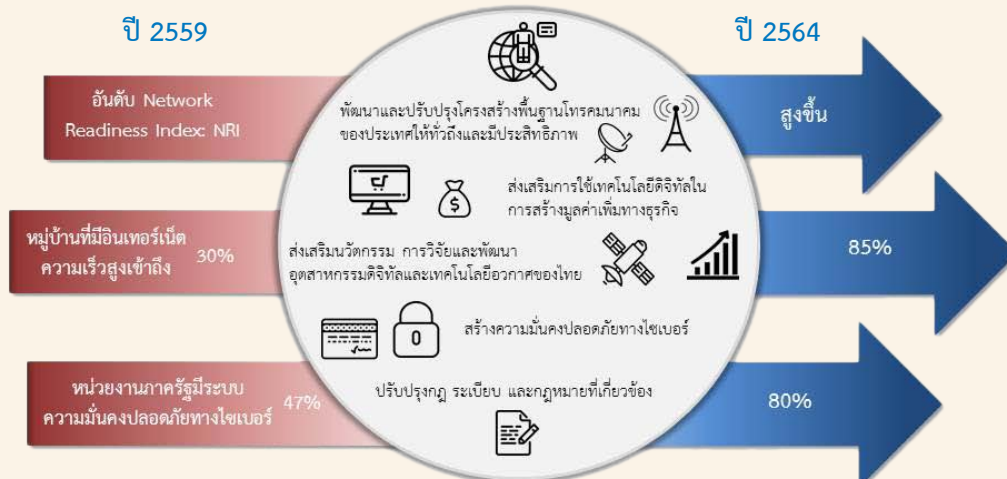 ปี 2559
ปี 2564
อันดับ Network
Readiness Index: NRI
สูงขึ้น
พัฒนาและปรับปรุงโครงสร้างพื้นฐานโทรคมนาคม
ของประเทศให้ทั่วถึงและมีประสิทธิภาพ
ส่งเสริมการใช้เทคโนโลยีดิจิทัลใน
การสร้างมูลค่าเพิ่มทางธุรกิจ
หมู่บ้านที่มีอินเทอร์เน็ต
ความเร็วสูงเข้าถึง
30%
85%
ส่งเสริมนวัตกรรม การวิจัยและพัฒนา
อุตสาหกรรมดิจิทัลและเทคโนโลยีอวกาศของไทย
สร้างความมั่นคงปลอดภัยทางไซเบอร์
หน่วยงานภาครัฐมีระบบ
ความมั่นคงปลอดภัยทางไซเบอร์
47%
80%
ปรับปรุงกฎ ระเบียบ และกฎหมายที่เกี่ยวข้อง